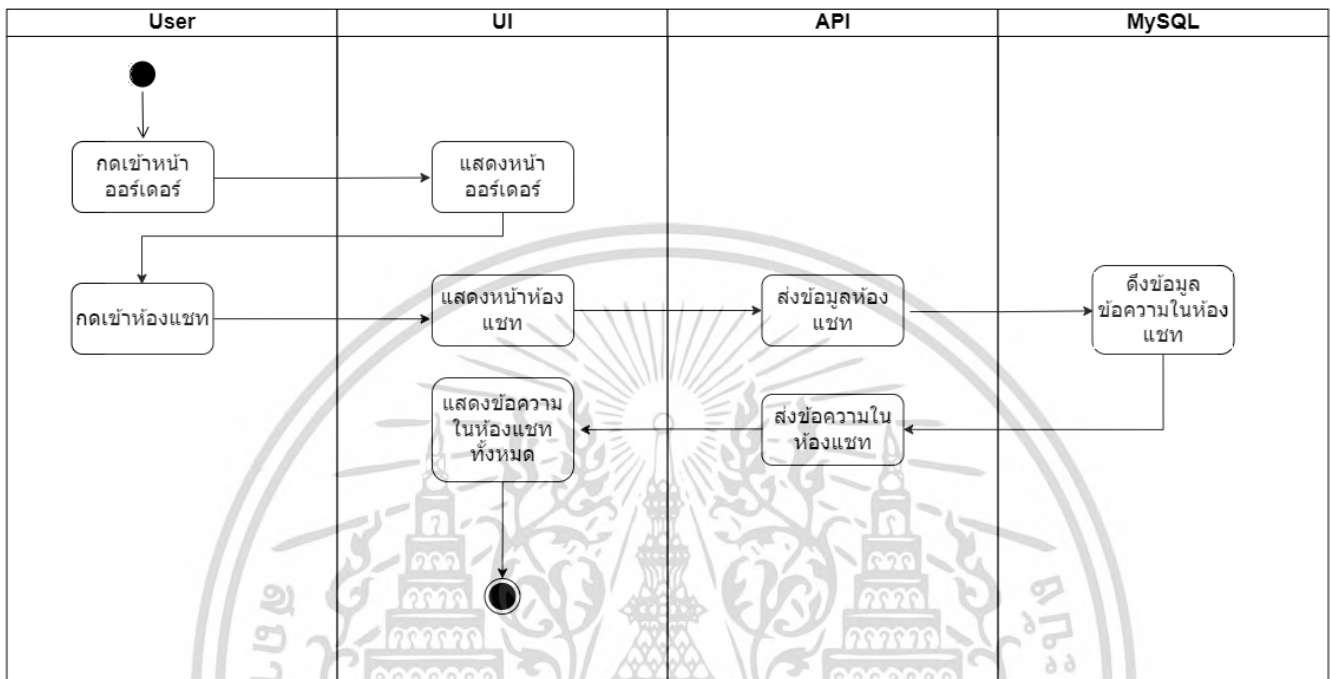 User
UI
API
MySQL
กดเข้าหน้า
ออร์เดอร์
แสดงหน้า
ออร์เดอร์
กดเข้าห้องแชท
แสดงหน้าห้อง
แชท
ส่งข้อมูลห้อง
แชท
ดึงข้อมูล
ข้อความในห้อง
แชท
แสดงข้อความ
ในห้องแชท
ทั้งหมด
ส่งข้อความใน
ห้องแชท